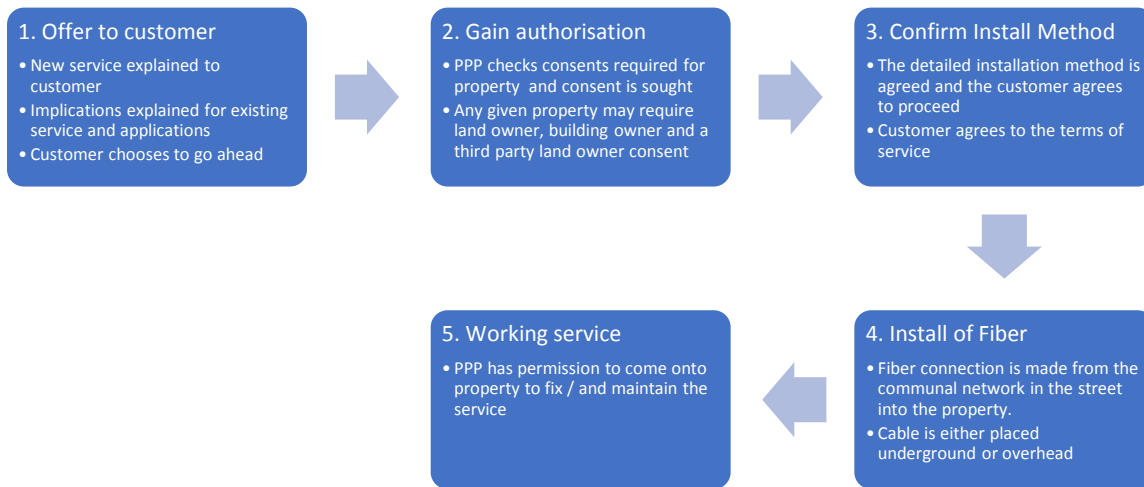 1. Offer to customer
• New service explained to
customer
• Implications explained for existing
service and applications
• Customer chooses to go ahead
2. Gain authorisation
• PPP checks consents required for
property and consent is sought
• Any given property may require
land owner, building owner and a
third party land owner consent
3. Confirm Install Method
• The detailed installation method is
agreed and the customer agrees
to proceed
• Customer agrees to the terms of
service
4. Install of Fiber
• Fiber connection is made from the
communal network in the street
into the property.
• Cable is either placed
underground or overhead
5. Working service
• PPP has permission to come onto
property to fix / and maintain the
service